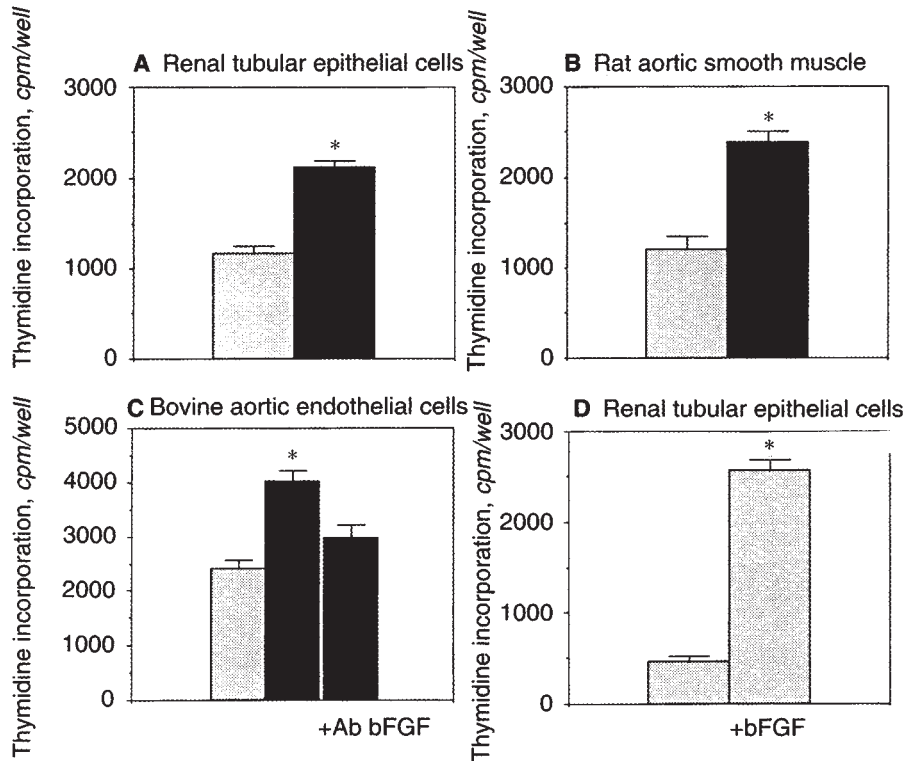 A Renal tubular epithelial cells
Thymidine incorporation, cpm/well
3000
2000
1000
0
*
B Rat aortic smooth muscle
Thymidine incorporation, cpm/well
3000
2000
1000
0
*
C Bovine aortic endothelial cells
Thymidine incorporation, cpm/well
5000
4000
3000
2000
1000
0
*
+Ab bFGF
D Renal tubular epithelial cells
Thymidine incorporation, cpm/well
3000
2000
1000
0
*
+bFGF